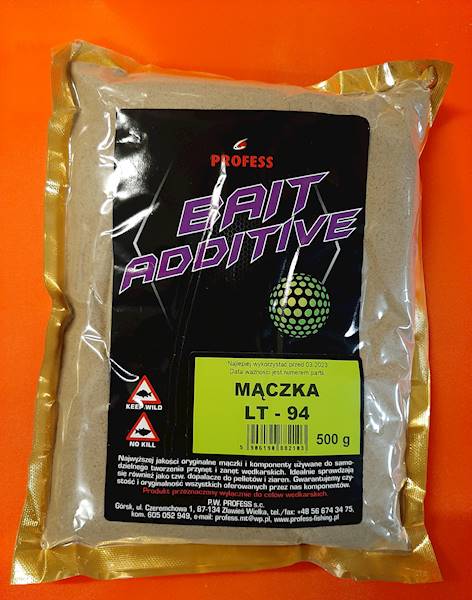 PROFESS
BAIT
ADDITIVE
Najlepiej wykorzystać przed 03.2023
Data ważności jest numerem partii.
MĄCZKA
LT - 94
500 g
KEEP WILD
NO KILL
Najwyższej jakości oryginalne mączki i komponenty używane do samo-
dzielnego tworzenia przynęt i zanęt wędkarskich. Idealnie sprawdzają
się również jako tzw. dopalacze do pelletów i ziaren. Gwarantujemy czy-
stość i oryginalność wszystkich oferowanych przez nas komponentów.
Produkt przeznaczony wyłącznie do celów wędkarskich.
P.W. PROFESS s.c.
Górsk, ul. Czeremchowa 1, 87-134 Zławieś Wielka, tel./fax: +48 56 674 34 75,
kom. 605 052 949, e-mail: profess.mt@wp.pl, www.profess-fishing.pl